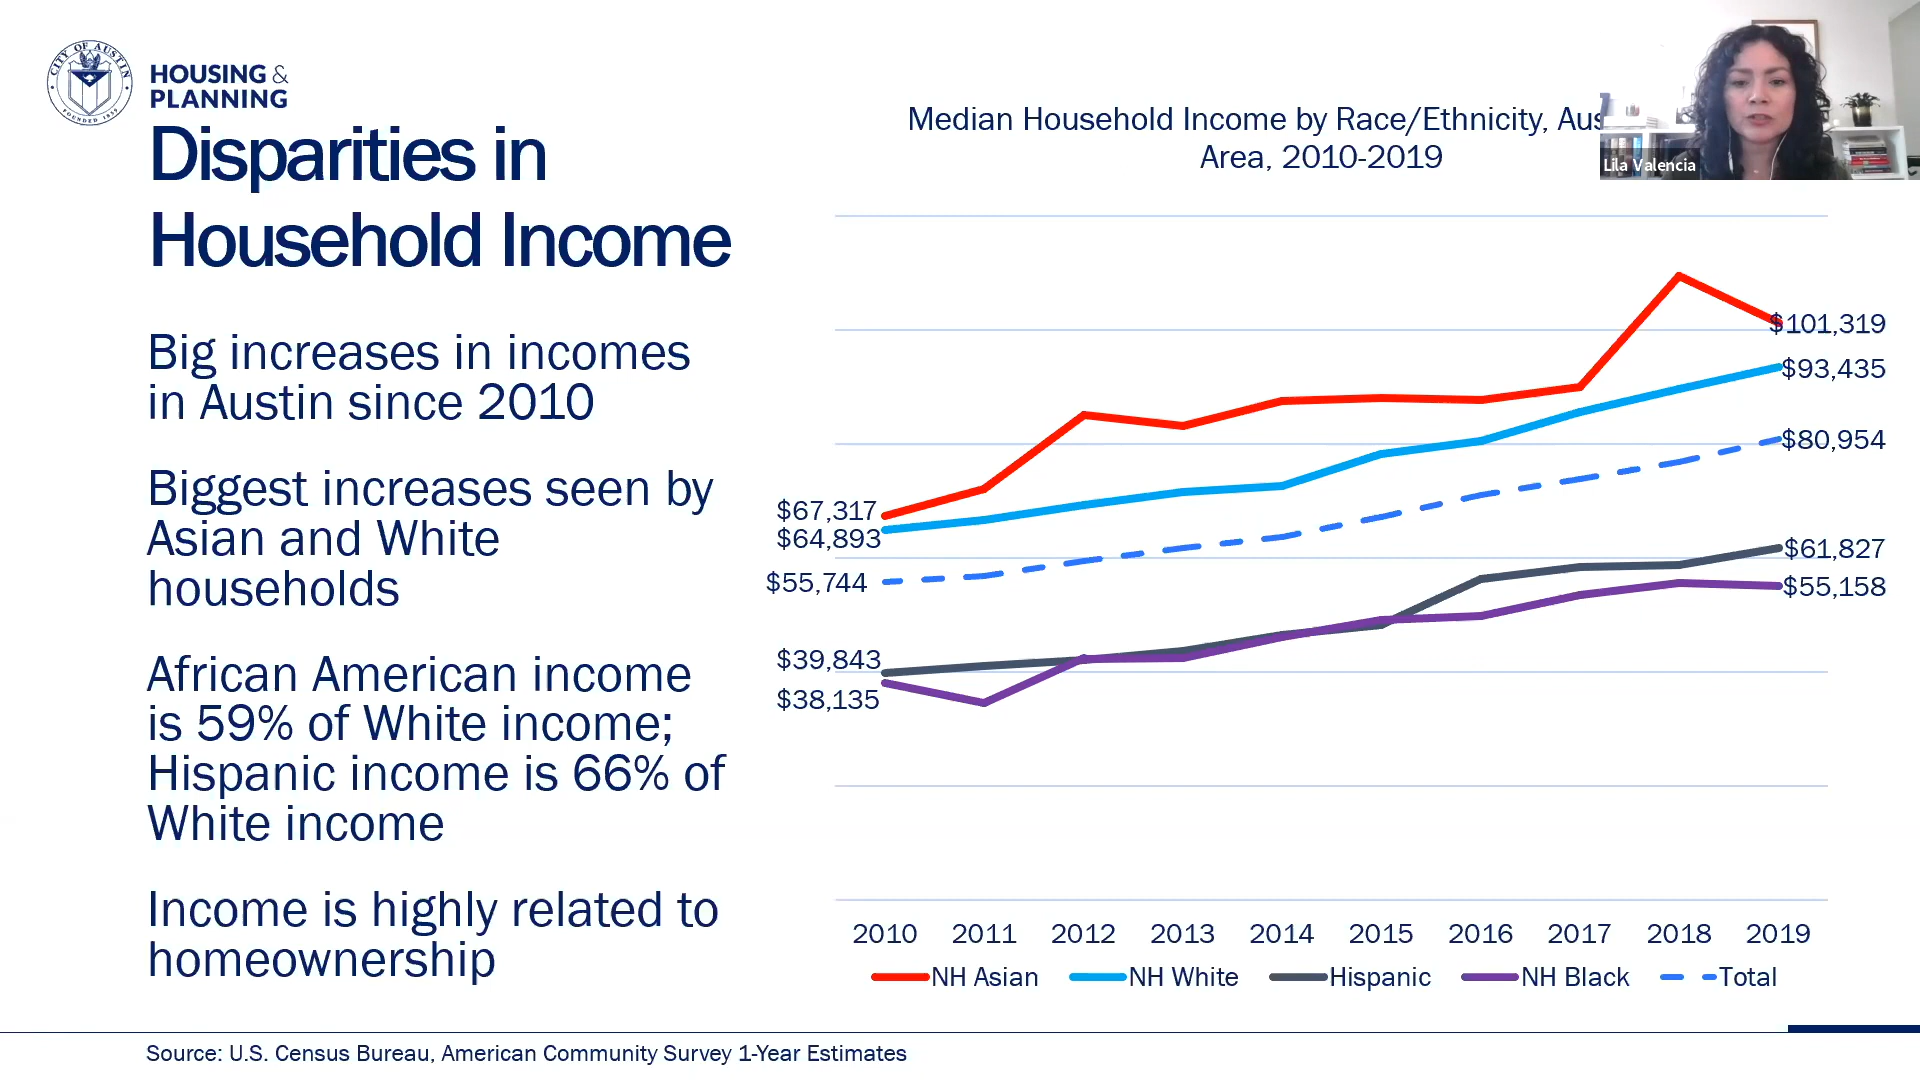 CITY OF AUSTIN
FOUNDED 1839
HOUSING &
PLANNING
Disparities in
Household Income
Big increases in incomes
in Austin since 2010
Biggest increases seen by
Asian and White
households
African American income
is 59% of White income;
Hispanic income is 66% of
White income
Income is highly related to
homeownership
Median Household Income by Race/Ethnicity,
Area, 2010-2019
Lila Valencia
$101,319
$93,435
$80,954
$67,317
$64,893
$55,744
$61,827
$55,158
$39,843
$38,135
2010 2011 2012 2013 2014 2015 2016 2017 2018 2019
NH Asian NH White Hispanic NH Black Total
Source: U.S. Census Bureau, American Community Survey 1-Year Estimates